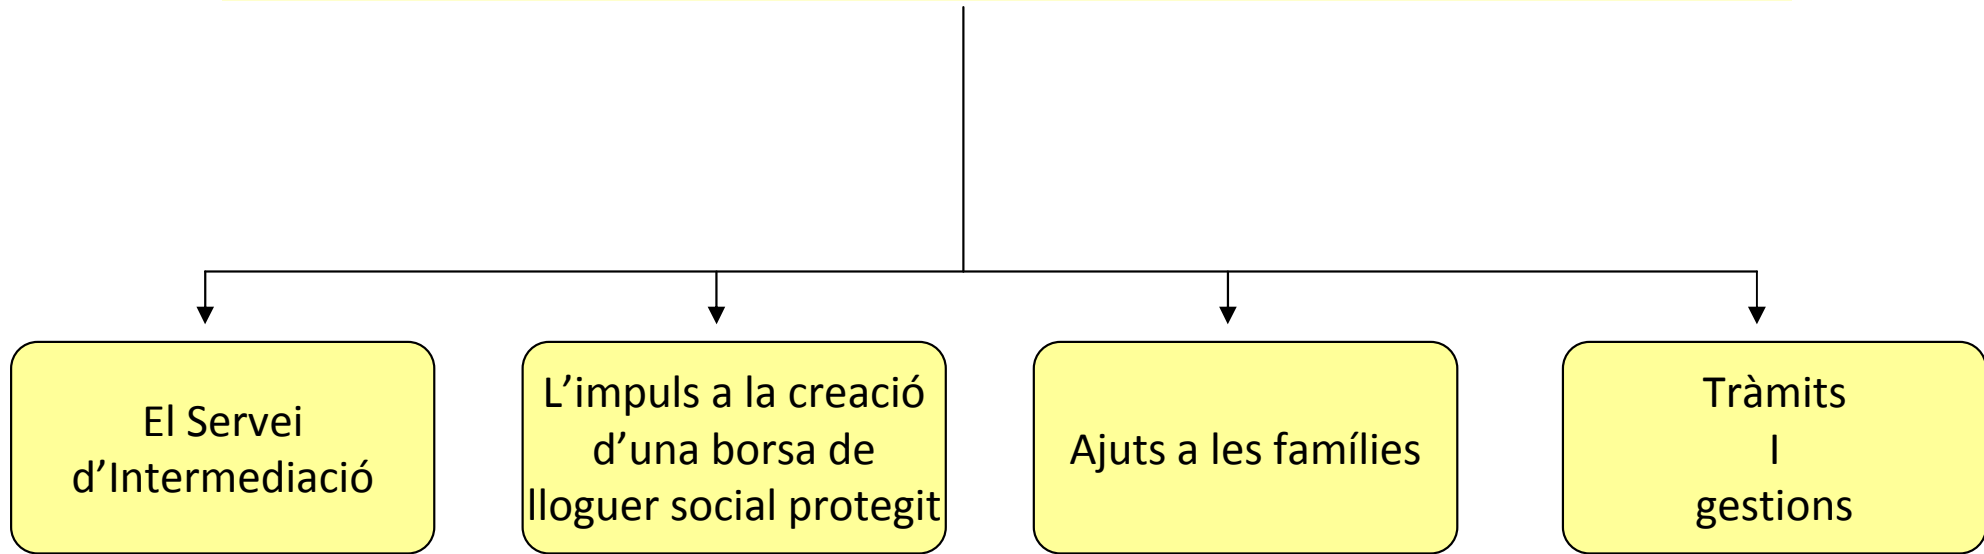 El Servei
d’Intermediació
L’impuls a la creació
d’una borsa de
lloguer social protegit
Ajuts a les famílies
Tràmits
I
gestions